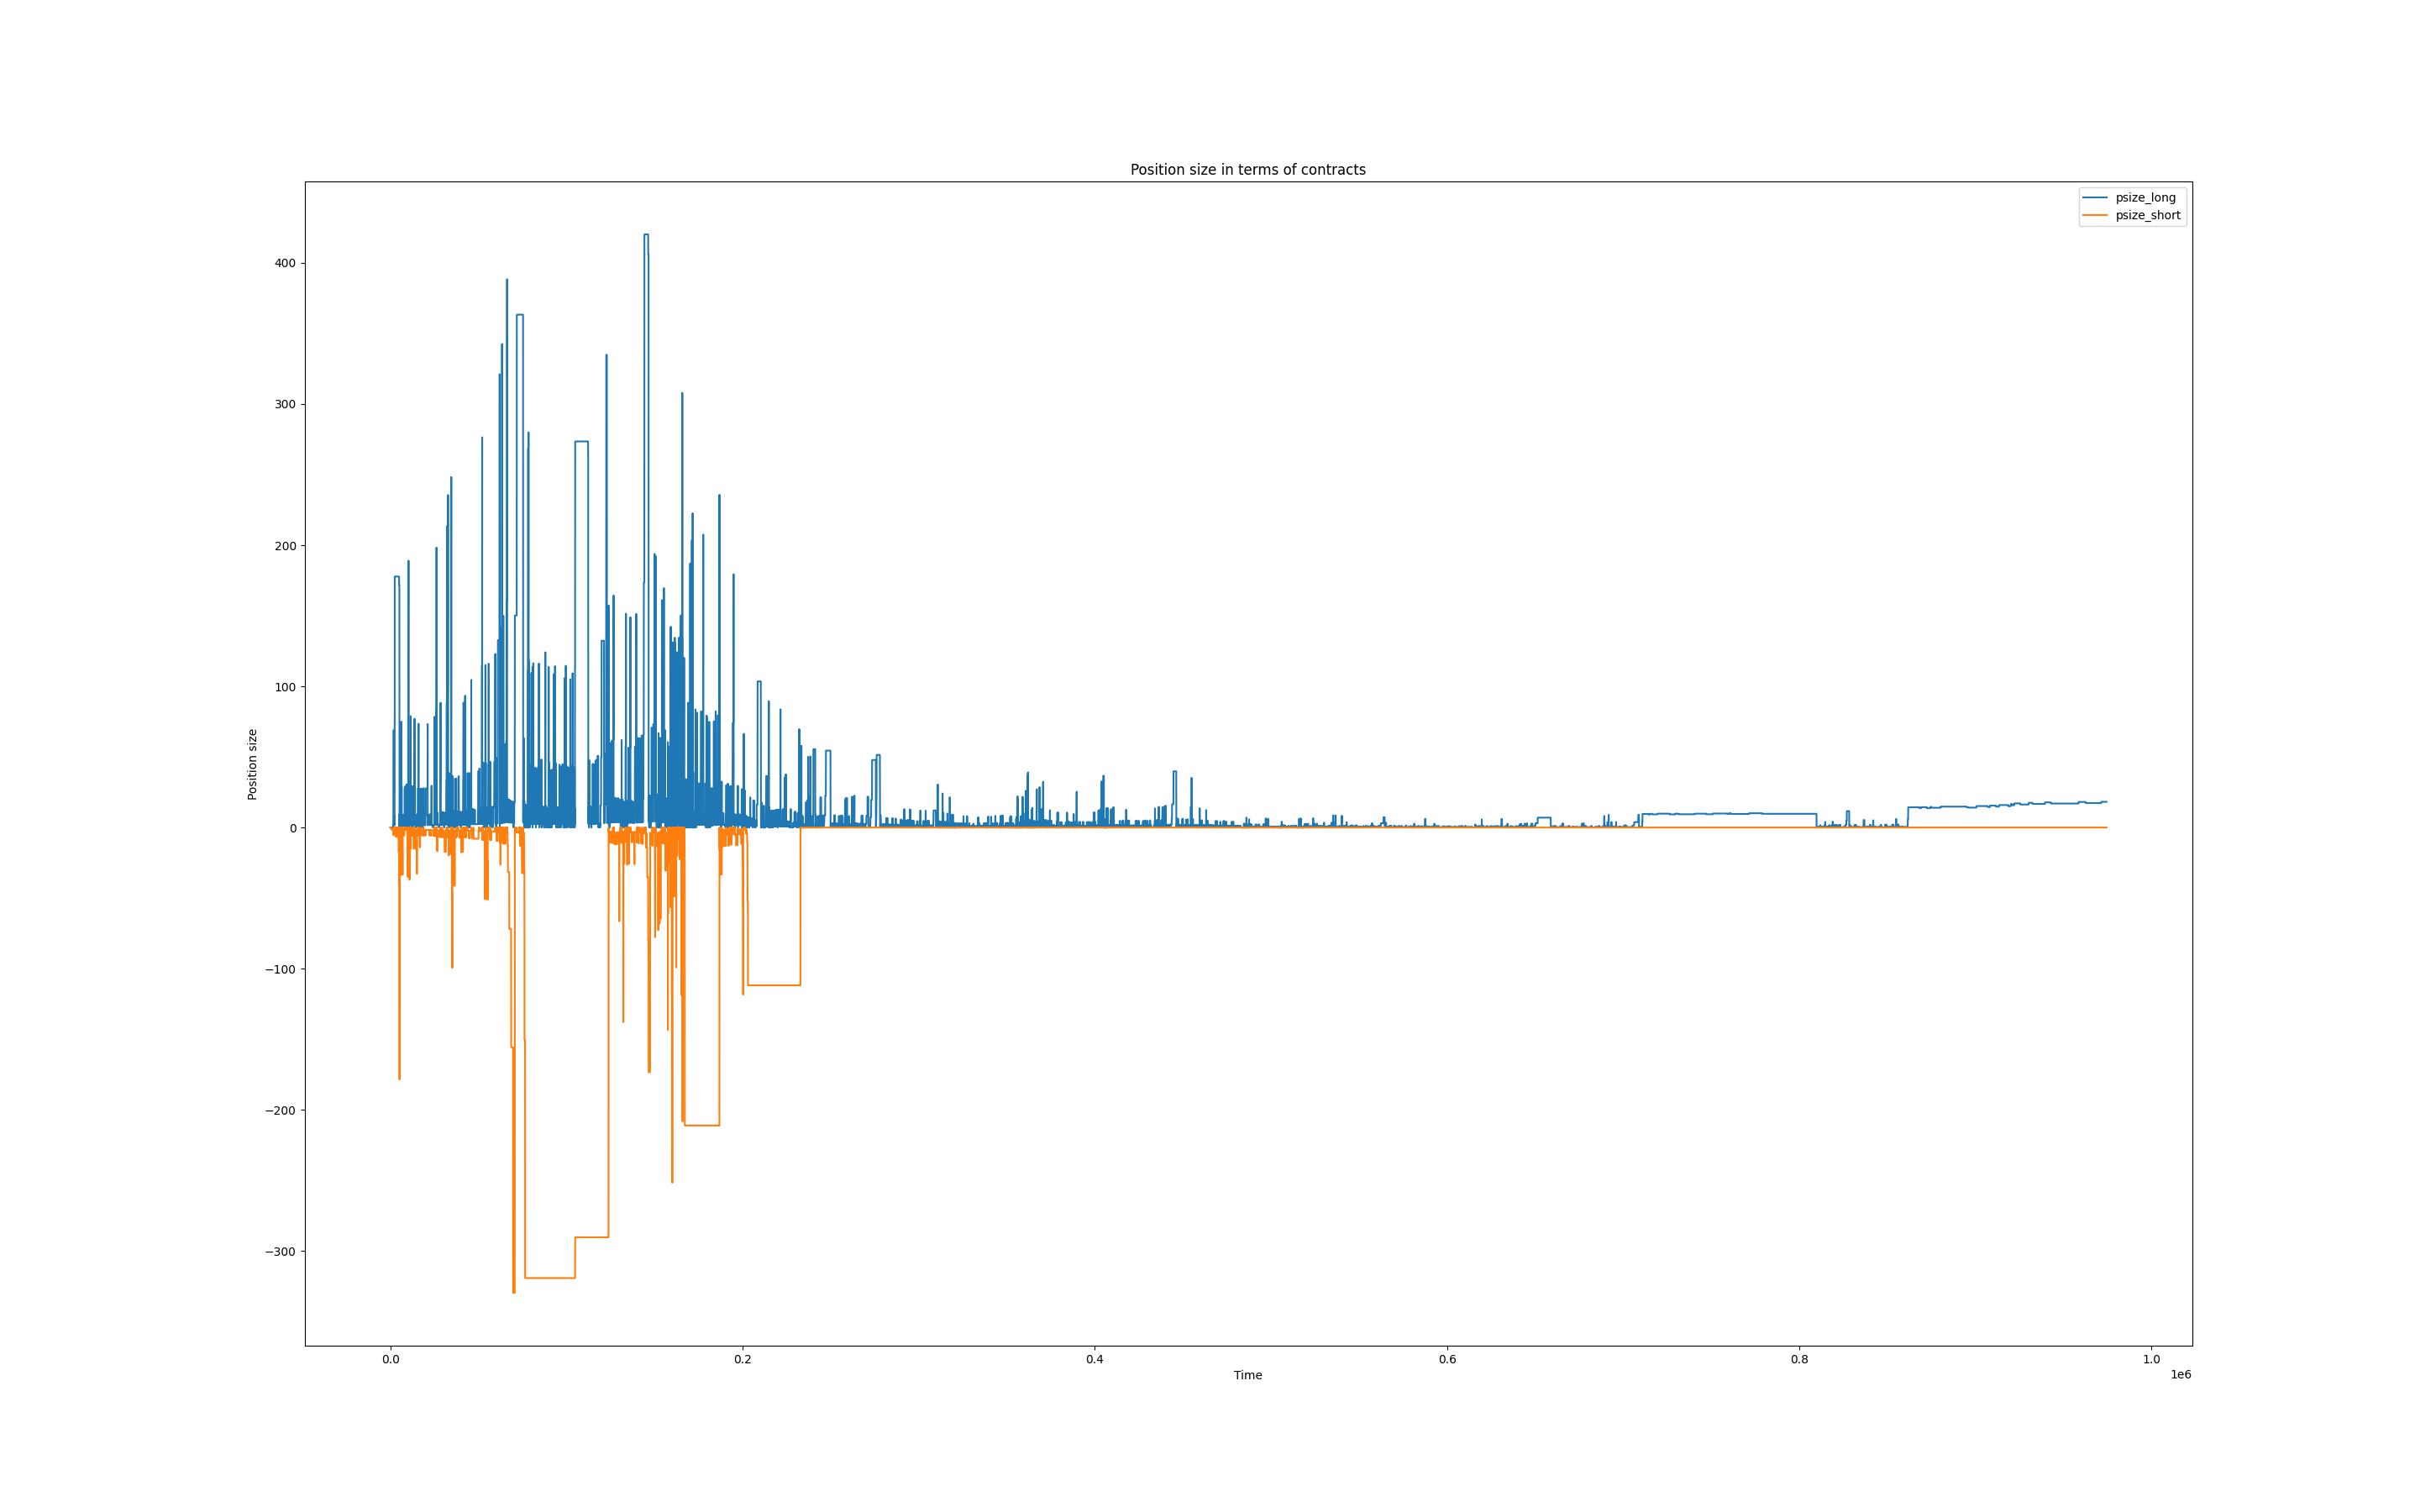 Position size in terms of contracts
psize_long
psize_short
400
300
200
100
0
−100
−200
−300
Position size
0.0
0.2
0.4
0.6
0.8
1.0
1e6
Time